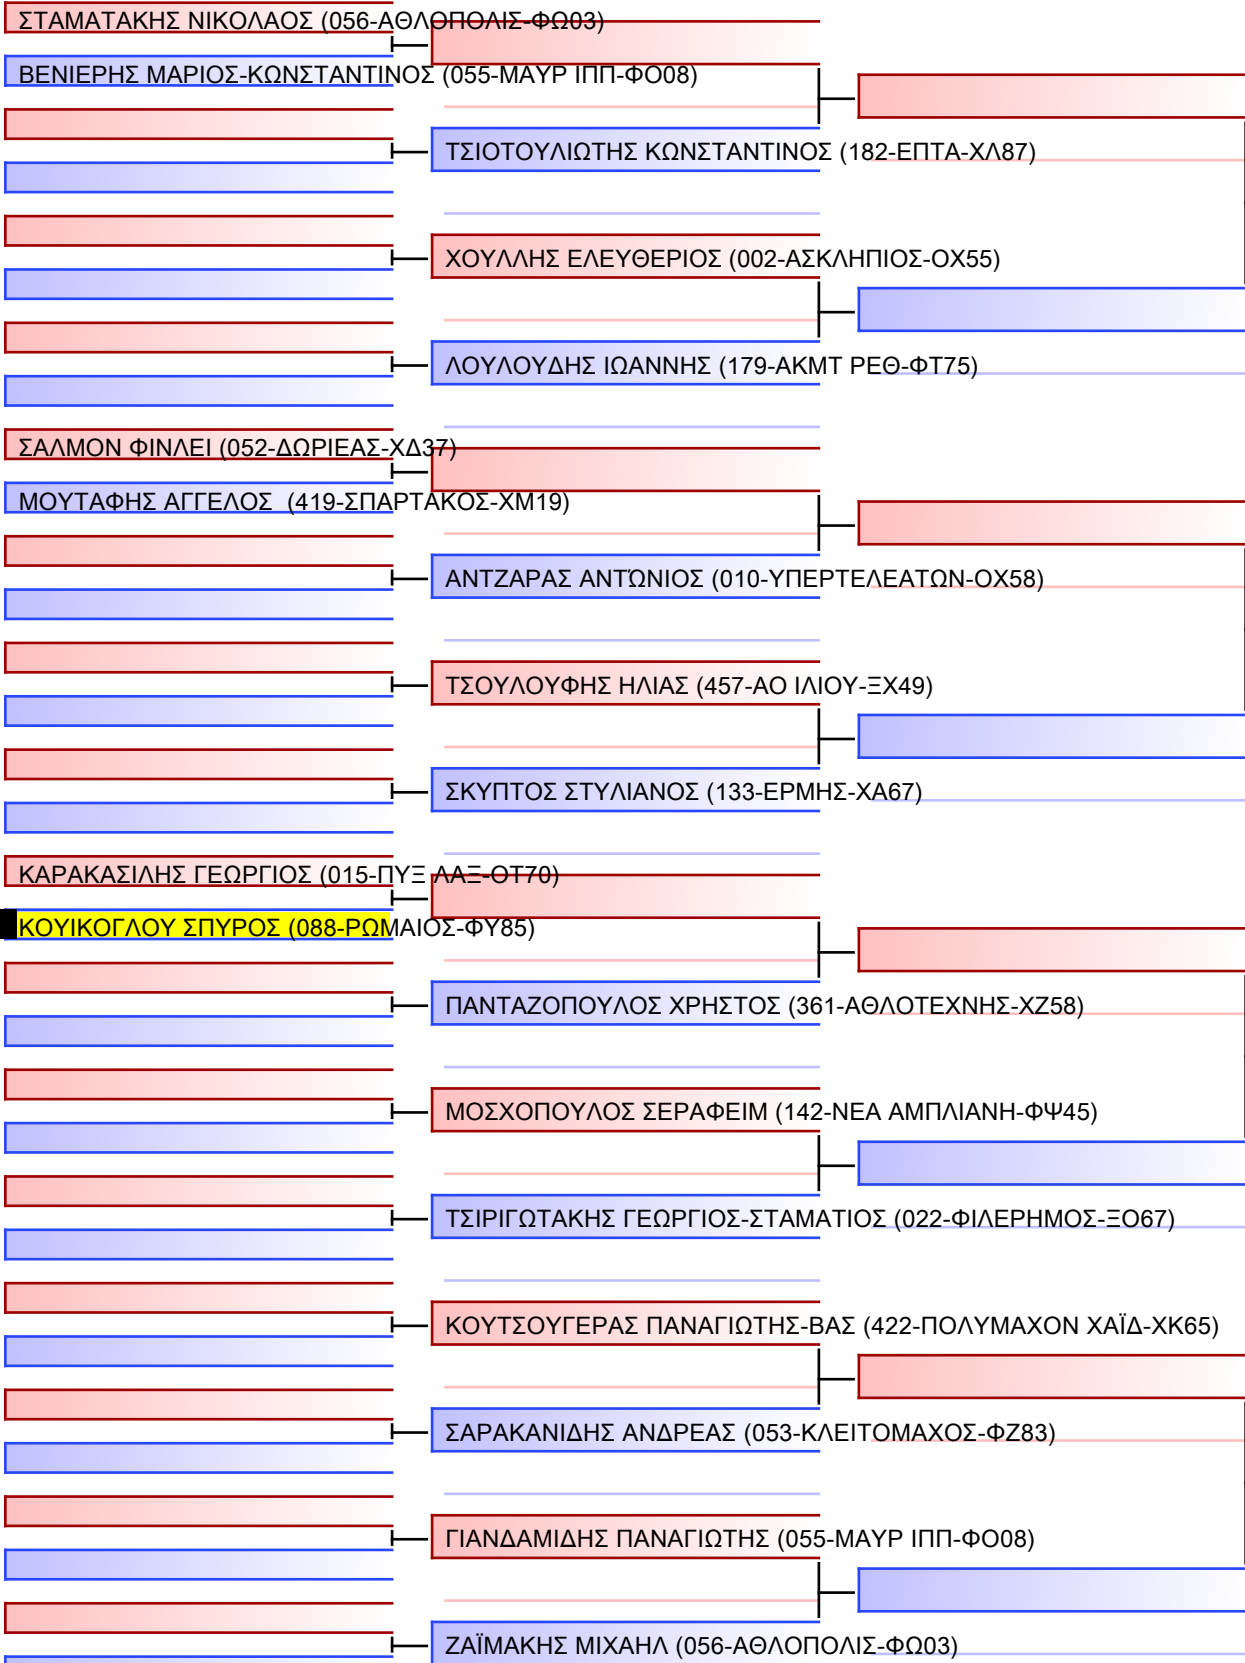 ΣΤΑΜΑΤΑΚΗΣ ΝΙΚΟΛΑΟΣ (056-ΑΘΛΟΠΟΛΙΣ-ΦΩ03)
ΒΕΝΙΕΡΗΣ ΜΑΡΙΟΣ-ΚΩΝΣΤΑΝΤΙΝΟΣ (055-ΜΑΥΡ ΙΠΠ-ΦΟ08)
ΤΣΙΟΤΟΥΛΙΩΤΗΣ ΚΩΝΣΤΑΝΤΙΝΟΣ (182-ΕΠΤΑ-ΧΛ87)
ΧΟΥΛΛΗΣ ΕΛΕΥΘΕΡΙΟΣ (002-ΑΣΚΛΗΠΙΟΣ-ΟΧ55)
ΛΟΥΛΟΥΔΗΣ ΙΩΑΝΝΗΣ (179-ΑΚΜΤ ΡΕΘ-ΦΤ75)
ΣΑΛΜΟΝ ΦΙΝΛΕΙ (052-ΔΩΡΙΕΑΣ-ΧΔ37)
ΜΟΥΤΑΦΗΣ ΑΓΓΕΛΟΣ  (419-ΣΠΑΡΤΑΚΟΣ-ΧΜ19)
ΑΝΤΖΑΡΑΣ ΑΝΤΏΝΙΟΣ (010-ΥΠΕΡΤΕΛΕΑΤΩΝ-ΟΧ58)
ΤΣΟΥΛΟΥΦΗΣ ΗΛΙΑΣ (457-ΑΟ ΙΛΙΟΥ-ΞΧ49)
ΣΚΥΠΤΟΣ ΣΤΥΛΙΑΝΟΣ (133-ΕΡΜΗΣ-ΧΑ67)
ΚΑΡΑΚΑΣΙΛΗΣ ΓΕΩΡΓΙΟΣ (015-ΠΥΞ ΛΑΞ-ΟΤ70)
ΚΟΥΙΚΟΓΛΟΥ ΣΠΥΡΟΣ (088-ΡΩΜΑΙΟΣ-ΦΥ85)
ΠΑΝΤΑΖΟΠΟΥΛΟΣ ΧΡΗΣΤΟΣ (361-ΑΘΛΟΤΕΧΝΗΣ-ΧΖ58)
ΜΟΣΧΟΠΟΥΛΟΣ ΣΕΡΑΦΕΙΜ (142-ΝΕΑ ΑΜΠΛΙΑΝΗ-ΦΨ45)
ΤΣΙΡΙΓΩΤΑΚΗΣ ΓΕΩΡΓΙΟΣ-ΣΤΑΜΑΤΙΟΣ (022-ΦΙΛΕΡΗΜΟΣ-ΞΟ67)
ΚΟΥΤΣΟΥΓΕΡΑΣ ΠΑΝΑΓΙΩΤΗΣ-ΒΑΣ (422-ΠΟΛΥΜΑΧΟΝ ΧΑΪΔ-ΧΚ65)
ΣΑΡΑΚΑΝΙΔΗΣ ΑΝΔΡΕΑΣ (053-ΚΛΕΙΤΟΜΑΧΟΣ-ΦΖ83)
ΓΙΑΝΔΑΜΙΔΗΣ ΠΑΝΑΓΙΩΤΗΣ (055-ΜΑΥΡ ΙΠΠ-ΦΟ08)
ΖΑΪΜΑΚΗΣ ΜΙΧΑΗΛ (056-ΑΘΛΟΠΟΛΙΣ-ΦΩ03)